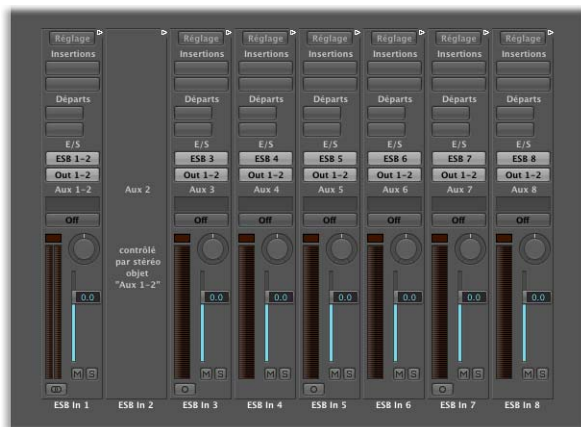 Réglage Réglage Réglage Réglage Réglage Réglage Réglage
Insertions Insertions Insertions Insertions Insertions Insertions Insertions
Départs Départs Départs Départs Départs Départs Départs
E/S E/S E/S E/S E/S E/S E/S
ESB 1-2 ESB 3 ESB 4 ESB 5 ESB 6 ESB 7 ESB 8
Out 1-2 Out 1-2 Out 1-2 Out 1-2 Out 1-2 Out 1-2 Out 1-2
Aux 1-2 Aux 2 Aux 3 Aux 4 Aux 5 Aux 6 Aux 7 Aux 8
Off Off Off Off Off Off Off
contrôlé
par stéréo
objet
"Aux 1-2"
0.0 0.0 0.0 0.0 0.0 0.0 0.0
M S M S M S M S M S M S M S
ESB In 1 ESB In 2 ESB In 3 ESB In 4 ESB In 5 ESB In 6 ESB In 7 ESB In 8